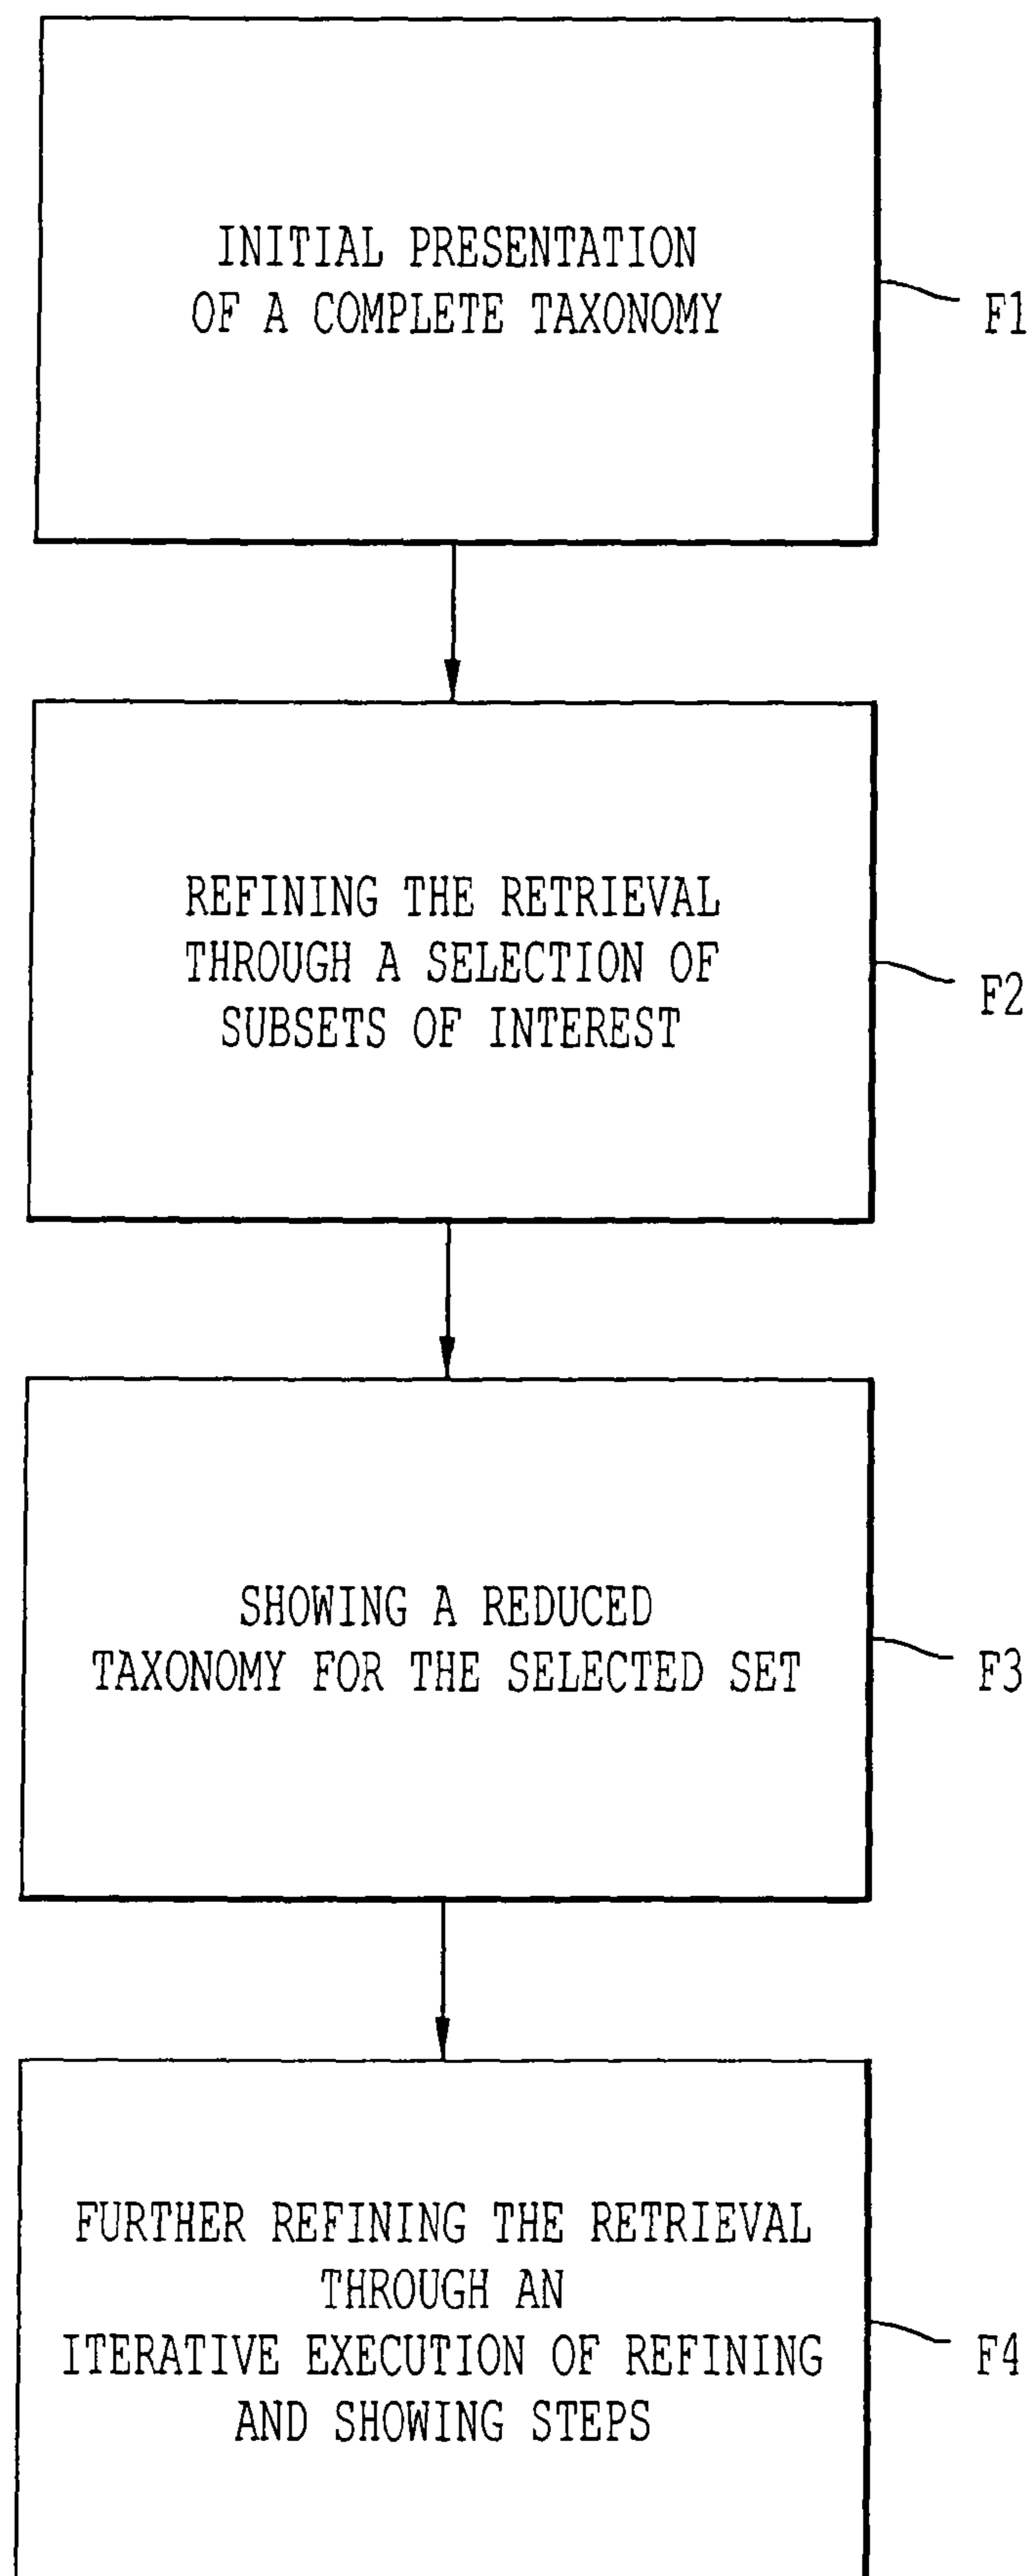 INITIAL PRESENTATION
OF A COMPLETE TAXONOMY
F1
REFINING THE RETRIEVAL
THROUGH A SELECTION OF
SUBSETS OF INTEREST
F2
SHOWING A REDUCED
TAXONOMY FOR THE SELECTED SET
F3
FURTHER REFINING THE RETRIEVAL
THROUGH AN
ITERATIVE EXECUTION OF REFINING
AND SHOWING STEPS
F4